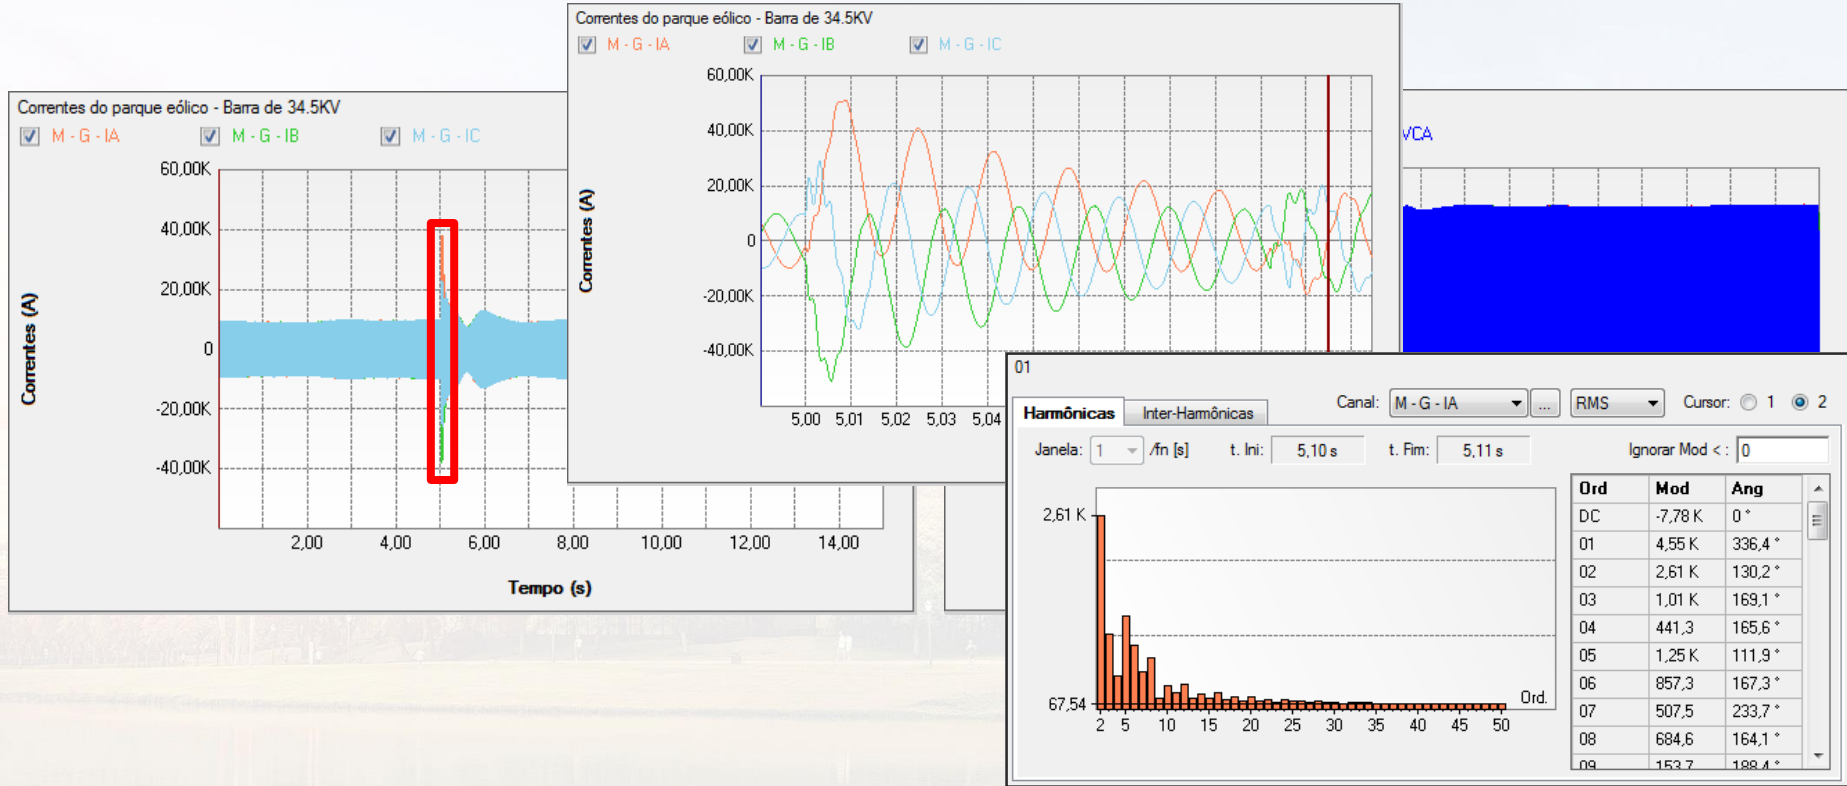 Correntes do parque eólico - Barra de 34.5KV
M - G - IA
M - G - IB
M - G - IC
60,00K
40,00K
20,00K
0
-20,00K
-40,00K
Correntes (A)
2,00
4,00
6,00
8,00
10,00
12,00
14,00
Tempo (s)
Correntes do parque eólico - Barra de 34.5KV
M - G - IA
M - G - IB
M - G - IC
60,00K
40,00K
20,00K
0
-20,00K
-40,00K
Correntes (A)
5,00
5,01
5,02
5,03
5,04
VCA
01
Harmônicas
Inter-Harmônicas
Canal: M - G - IA ... RMS Cursor: 1 2
Janela: 1 /fn [s] t. Ini: 5,10 s t. Fim: 5,11 s Ignorar Mod < : 0
2,61 K
67,54
2 5 10 15 20 25 30 35 40 45 50
Ord.
Ord Mod Ang
DC -7,78 K 0 °
01 4,55 K 336,4 °
02 2,61 K 130,2 °
03 1,01 K 169,1 °
04 441,3 165,6 °
05 1,25 K 111,9 °
06 857,3 167,3 °
07 507,5 233,7 °
08 684,6 164,1 °
09 153,7 188,4 °